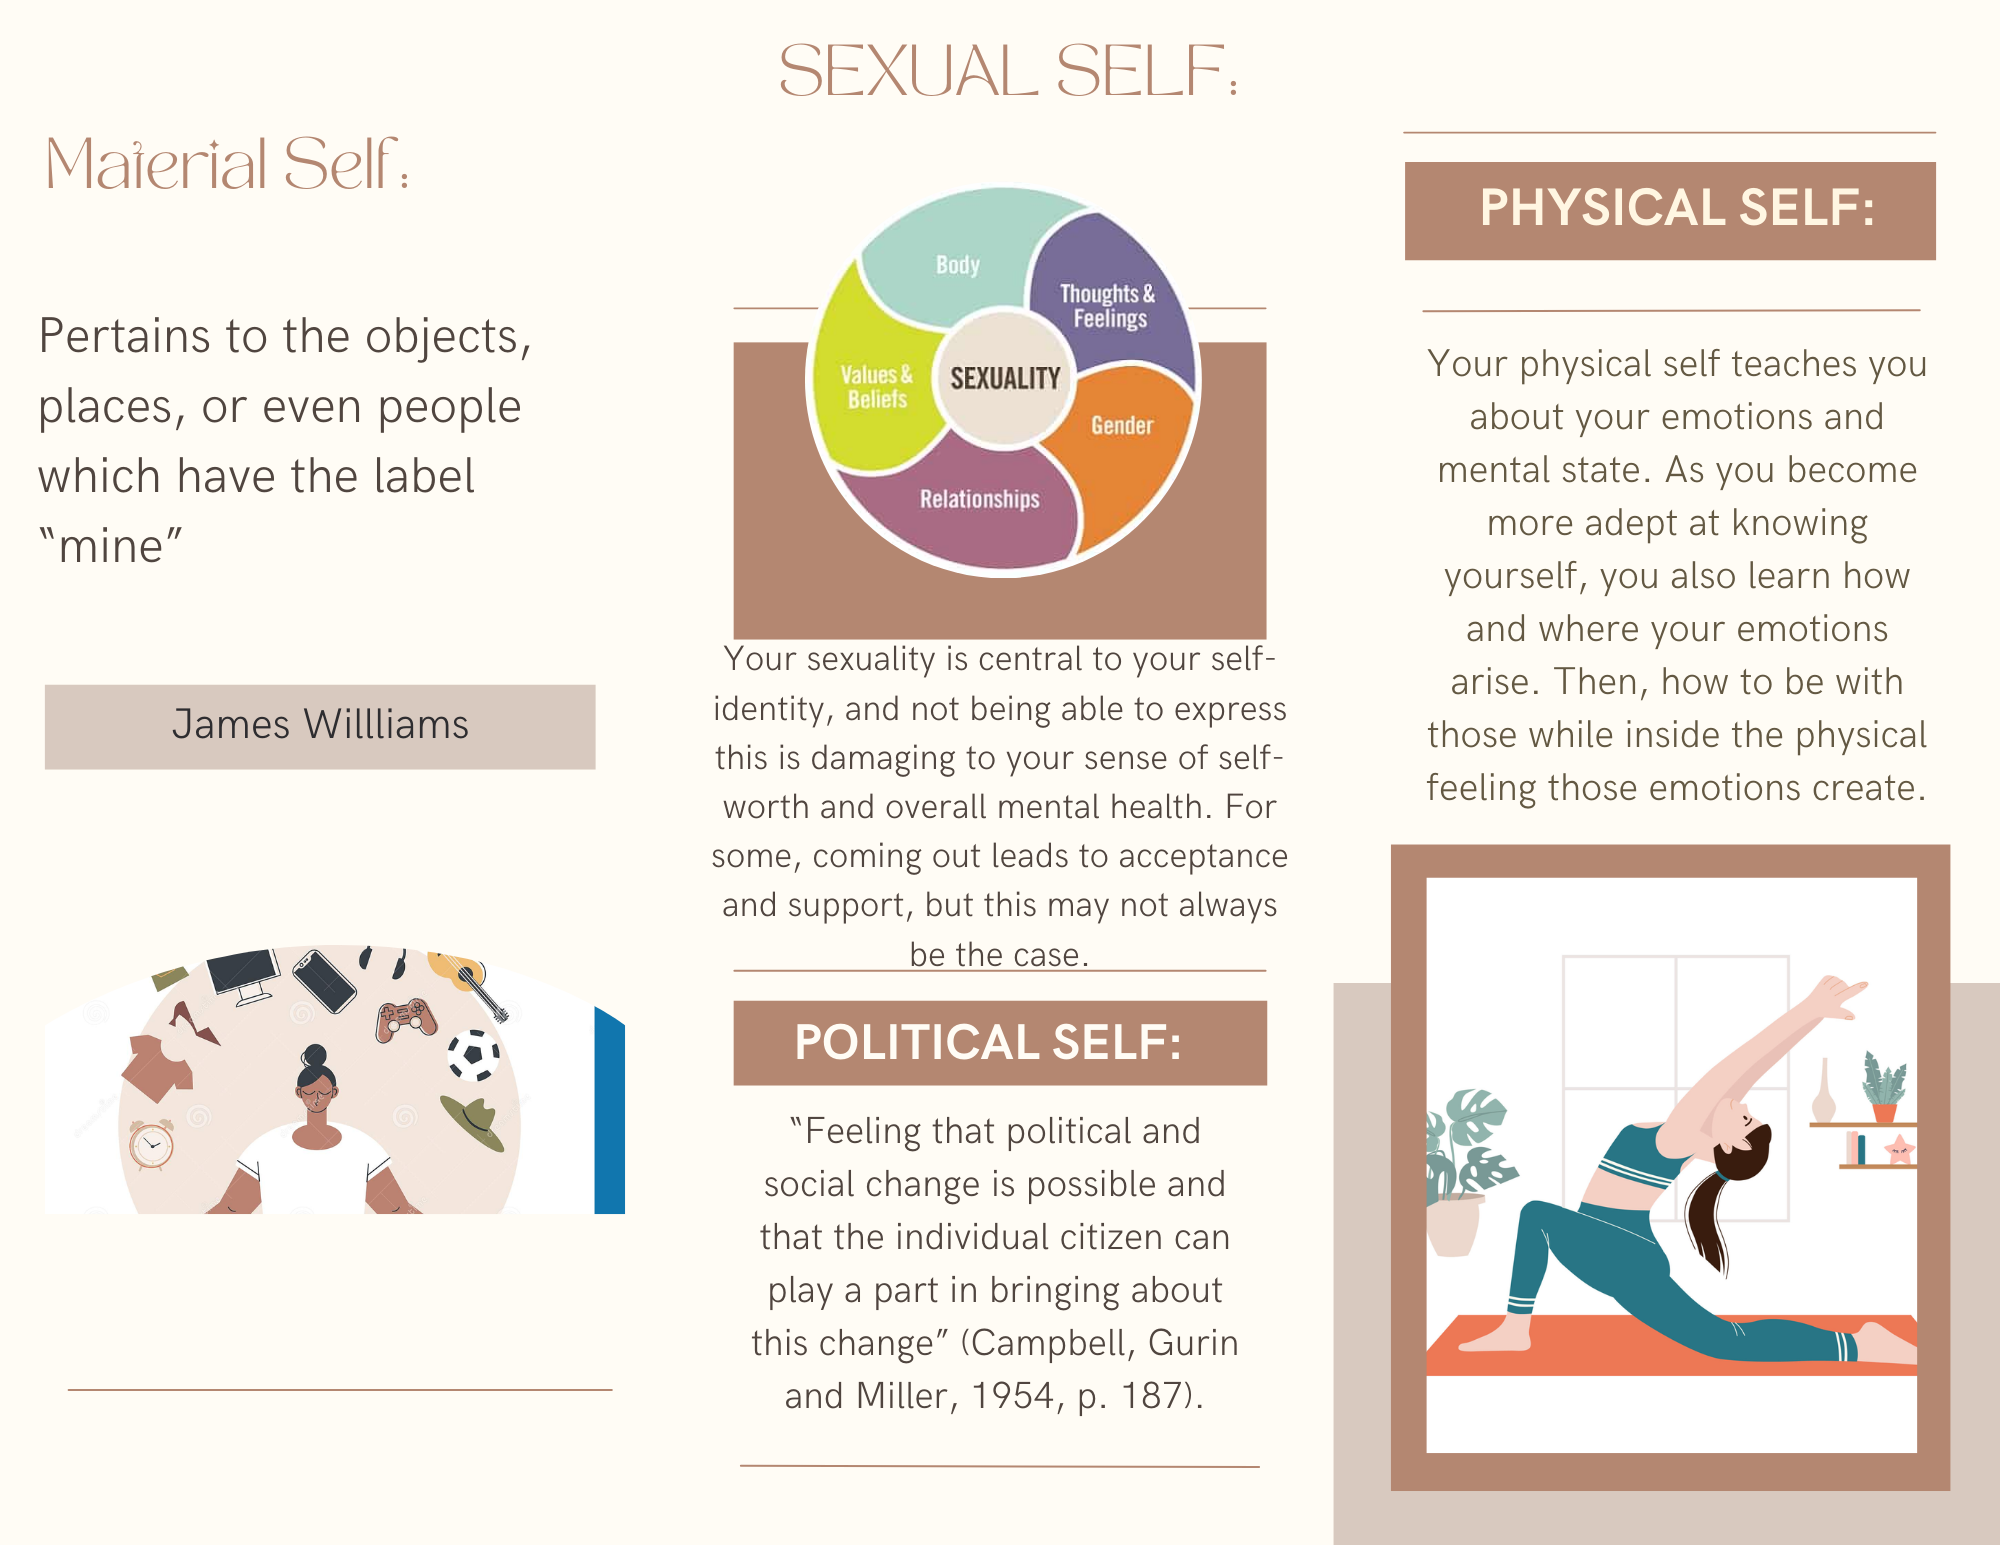 Material Self:
Pertains to the objects,
places, or even people
which have the label
“mine”
James Willliams
SEXUAL SELF:
Body
Thoughts &
Feelings
Values &
Beliefs
SEXUALITY
Gender
Relationships
Your sexuality is central to your self-
identity, and not being able to express
this is damaging to your sense of self-
worth and overall mental health. For
some, coming out leads to acceptance
and support, but this may not always
be the case.
POLITICAL SELF:
“Feeling that political and
social change is possible and
that the individual citizen can
play a part in bringing about
this change” (Campbell, Gurin
and Miller, 1954, p. 187).
PHYSICAL SELF:
Your physical self teaches you
about your emotions and
mental state. As you become
more adept at knowing
yourself, you also learn how
and where your emotions
arise. Then, how to be with
those while inside the physical
feeling those emotions create.